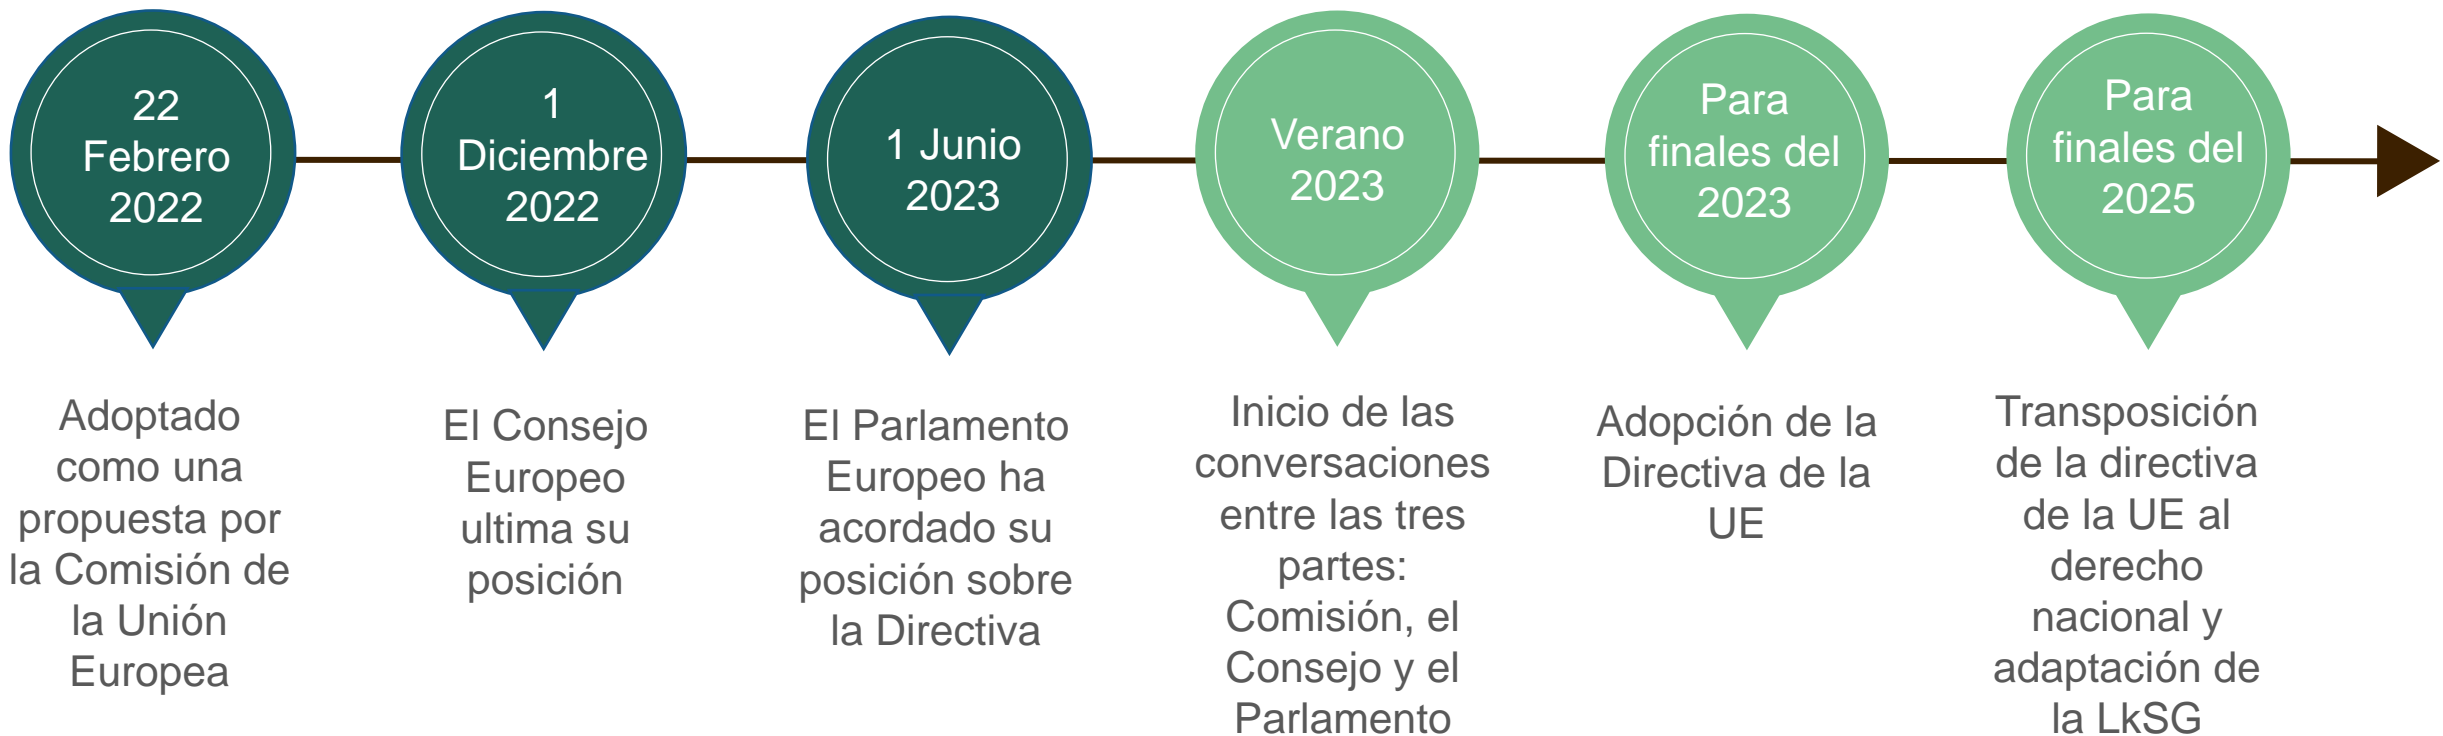 22
Febrero
2022
Adoptado
como una
propuesta por
la Comisión de
la Unión
Europea
1
Diciembre
2022
El Consejo
Europeo
ultima su
posición
1 Junio
2023
El Parlamento
Europeo ha
acordado su
posición sobre
la Directiva
Verano
2023
Inicio de las
conversaciones
entre las tres
partes:
Comisión, el
Consejo y el
Parlamento
Para
finales del
2023
Adopción de la
Directiva de la
UE
Para
finales del
2025
Transposición
de la directiva
de la UE al
derecho
nacional y
adaptación de
la LkSG